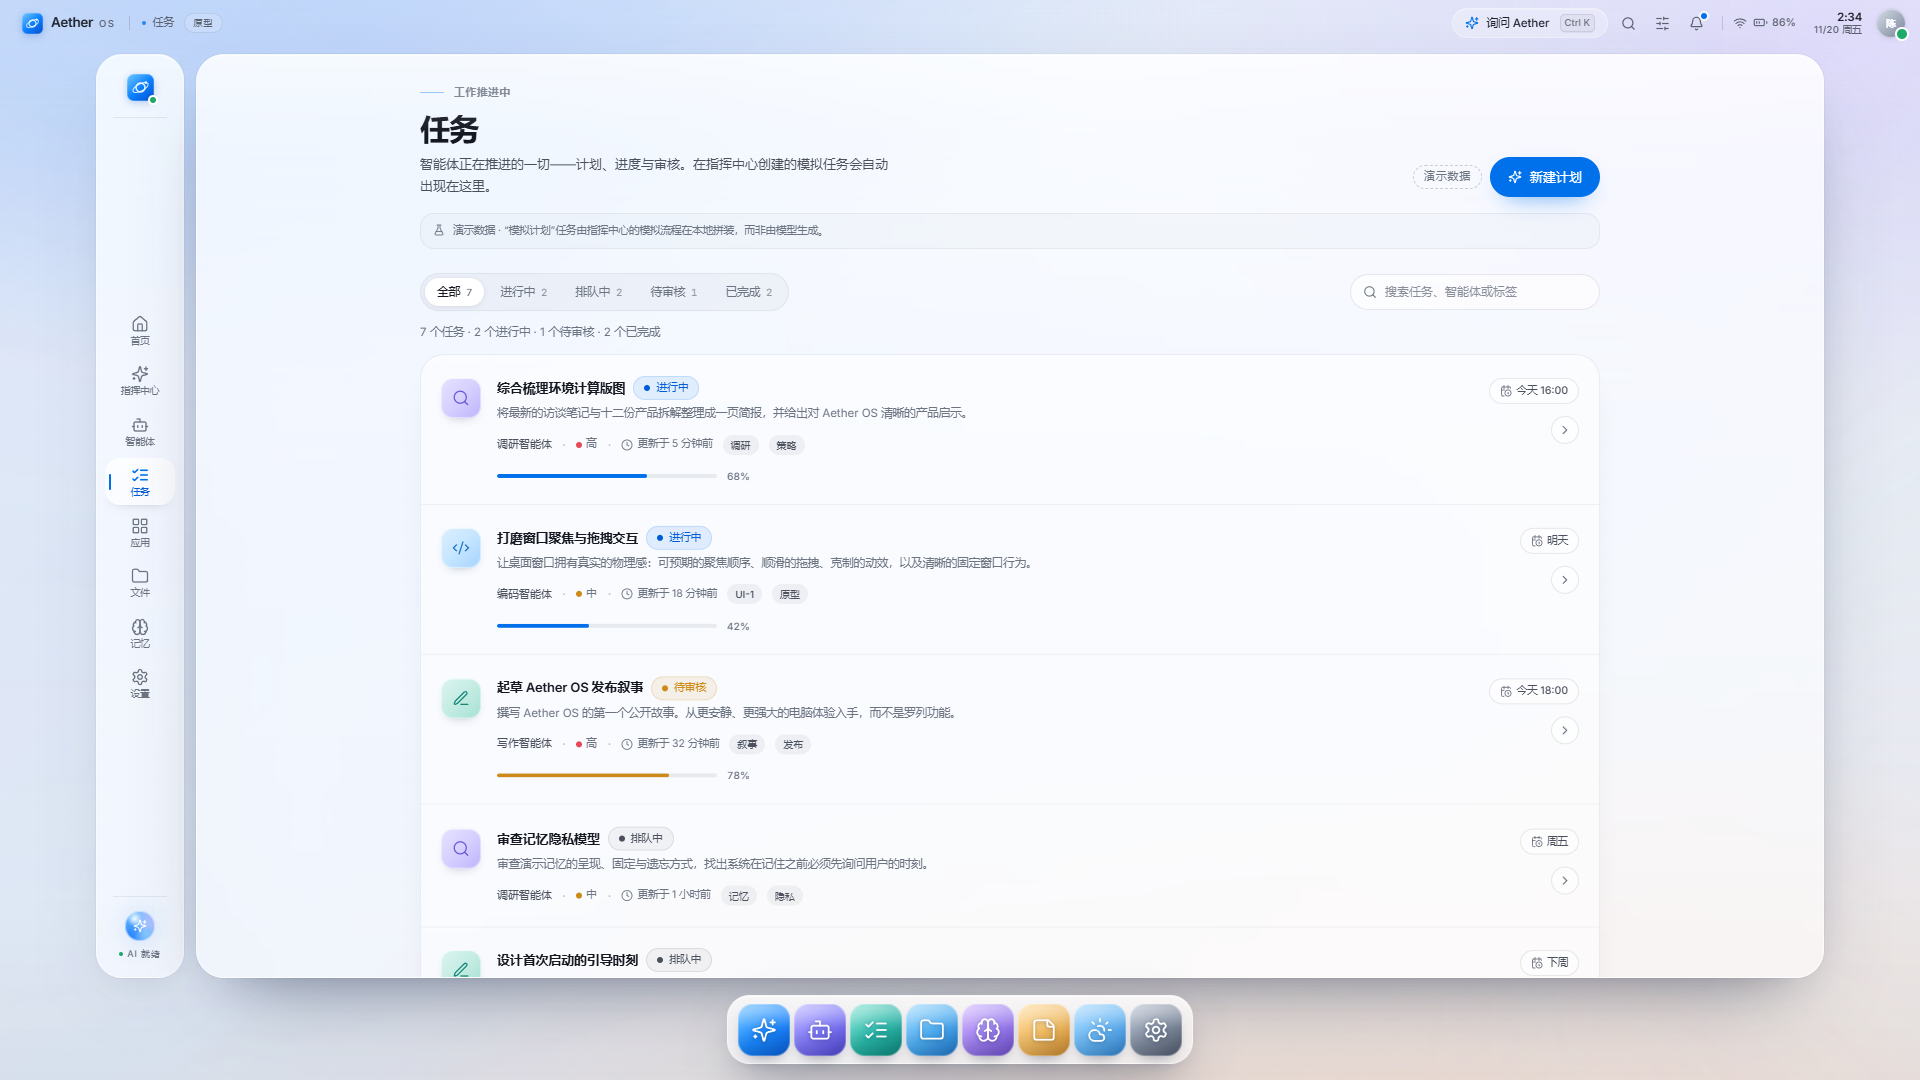 Aether OS
任务
原型
询问 Aether
Ctrl K
86%
2:34
11/20 周五
陈
工作推进中
任务
智能体正在推进的一切——计划、进度与审核。在指挥中心创建的模拟任务会自动
出现在这里。
演示数据
新建计划
演示数据 · “模拟计划”任务由指挥中心的模拟流程在本地拼装，而非由模型生成。
全部 7
进行中 2
排队中 2
待审核 1
已完成 2
搜索任务、智能体或标签
7 个任务 · 2 个进行中 · 1 个待审核 · 2 个已完成
首页
指挥中心
智能体
任务
应用
文件
记忆
设置
AI 就绪
综合梳理环境计算版图
进行中
今天 16:00
将最新的访谈笔记与十二份产品拆解整理成一页简报，并给出对 Aether OS 清晰的产品启示。
调研智能体 · 高 · 更新于 5 分钟前 调研 策略
68%
打磨窗口聚焦与拖拽交互
进行中
明天
让桌面窗口拥有真实的物理感：可预期的聚焦顺序、顺滑的拖拽、克制的动效，以及清晰的固定窗口行为。
编码智能体 · 中 · 更新于 18 分钟前 UI-1 原型
42%
起草 Aether OS 发布叙事
待审核
今天 18:00
撰写 Aether OS 的第一个公开故事。从更安静、更强大的电脑体验入手，而不是罗列功能。
写作智能体 · 高 · 更新于 32 分钟前 叙事 发布
78%
审查记忆隐私模型
排队中
周五
审查演示记忆的呈现、固定与遗忘方式，找出系统在记住之前必须先询问用户的时刻。
调研智能体 · 中 · 更新于 1 小时前 记忆 隐私
设计首次启动的引导时刻
排队中
下周